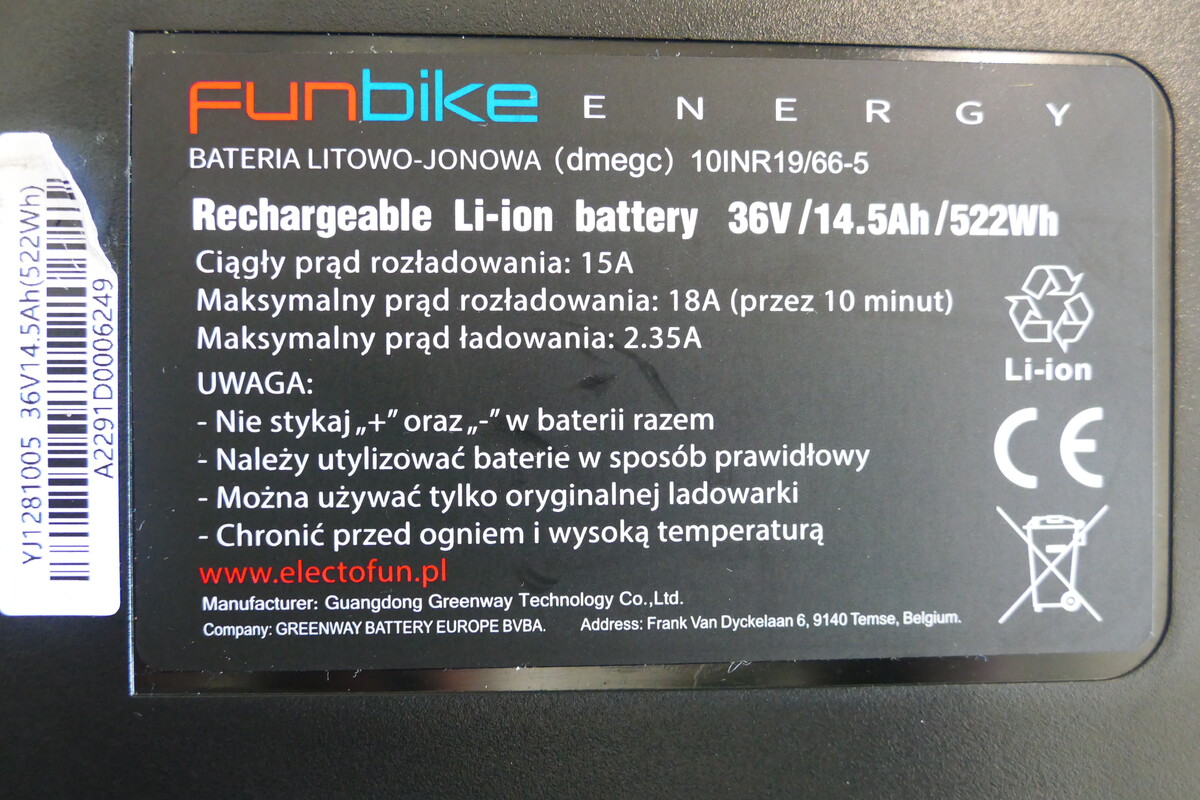 funbike ENERGY
BATERIA LITOWO-JONOWA (dmegc) 10INR19/66-5
Rechargeable Li-ion battery 36V/14.5Ah/522Wh
Ciągły prąd rozładowania: 15A
Maksymalny prąd rozładowania: 18A (przez 10 minut)
Maksymalny prąd ładowania: 2.35A
UWAGA:
- Nie stykaj „+” oraz „-” w baterii razem
- Należy utylizować baterie w sposób prawidłowy
- Można używać tylko oryginalnej ladowarki
- Chronić przed ogniem i wysoką temperaturą
www.electofun.pl
Manufacturer: Guangdong Greenway Technology Co.,Ltd.
Company: GREENWAY BATTERY EUROPE BVBA. Address: Frank Van Dyckelaan 6, 9140 Temse, Belgium.
Li-ion
CE
YJ1281005 36V14.5Ah(522Wh)
A2291D0006249